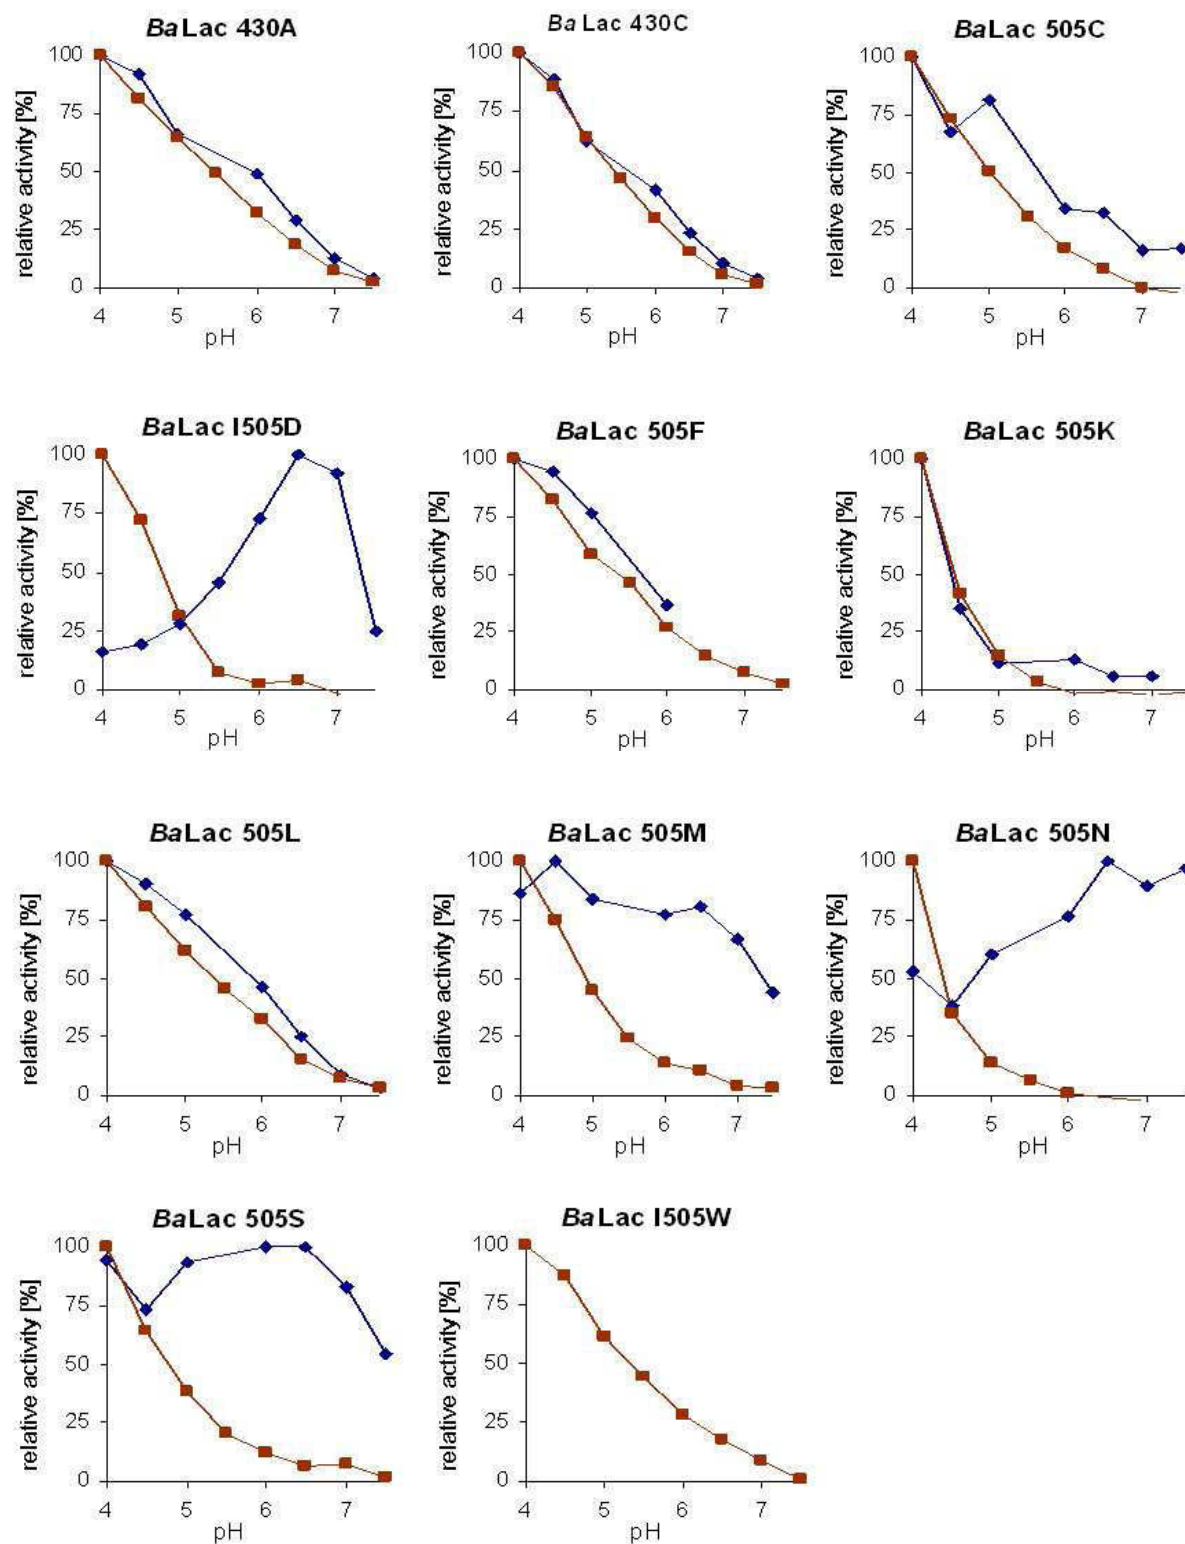 BaLac 430A
100
75
50
25
0
relative activity [%]
4 5 6 7
pH
BaLac 430C
100
75
50
25
0
relative activity [%]
4 5 6 7
pH
BaLac 505C
100
75
50
25
0
relative activity [%]
4 5 6 7
pH
BaLac I505D
100
75
50
25
0
relative activity [%]
4 5 6 7
pH
BaLac 505F
100
75
50
25
0
relative activity [%]
4 5 6 7
pH
BaLac 505K
100
75
50
25
0
relative activity [%]
4 5 6 7
pH
BaLac 505L
100
75
50
25
0
relative activity [%]
4 5 6 7
pH
BaLac 505M
100
75
50
25
0
relative activity [%]
4 5 6 7
pH
BaLac 505N
100
75
50
25
0
relative activity [%]
4 5 6 7
pH
BaLac 505S
100
75
50
25
0
relative activity [%]
4 5 6 7
pH
BaLac I505W
100
75
50
25
0
relative activity [%]
4 5 6 7
pH